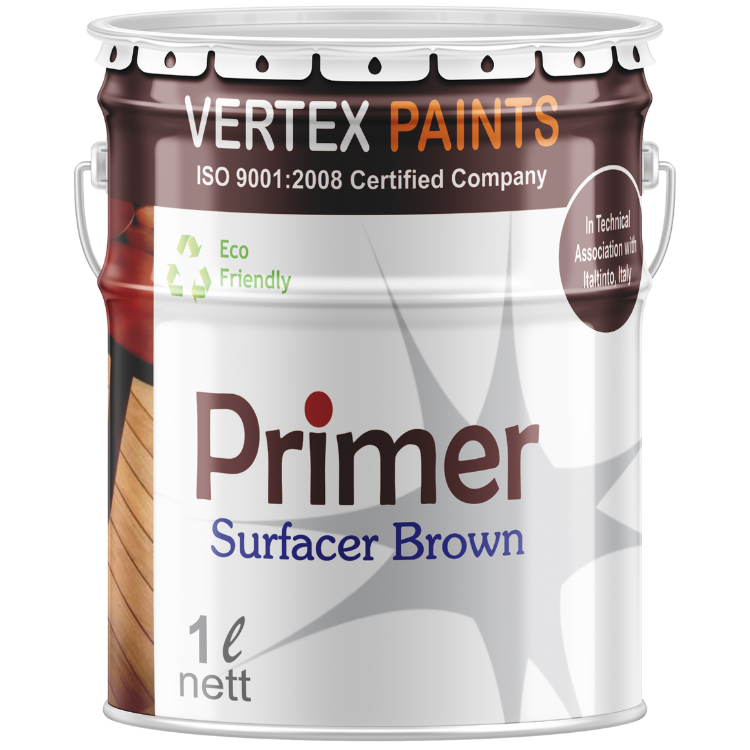 VERTEX PAINTS
ISO 9001:2008 Certified Company
In Technical
Association with
Italtinto, Italy
Eco
Friendly
Primer
Surfacer Brown
1 ℓ
nett